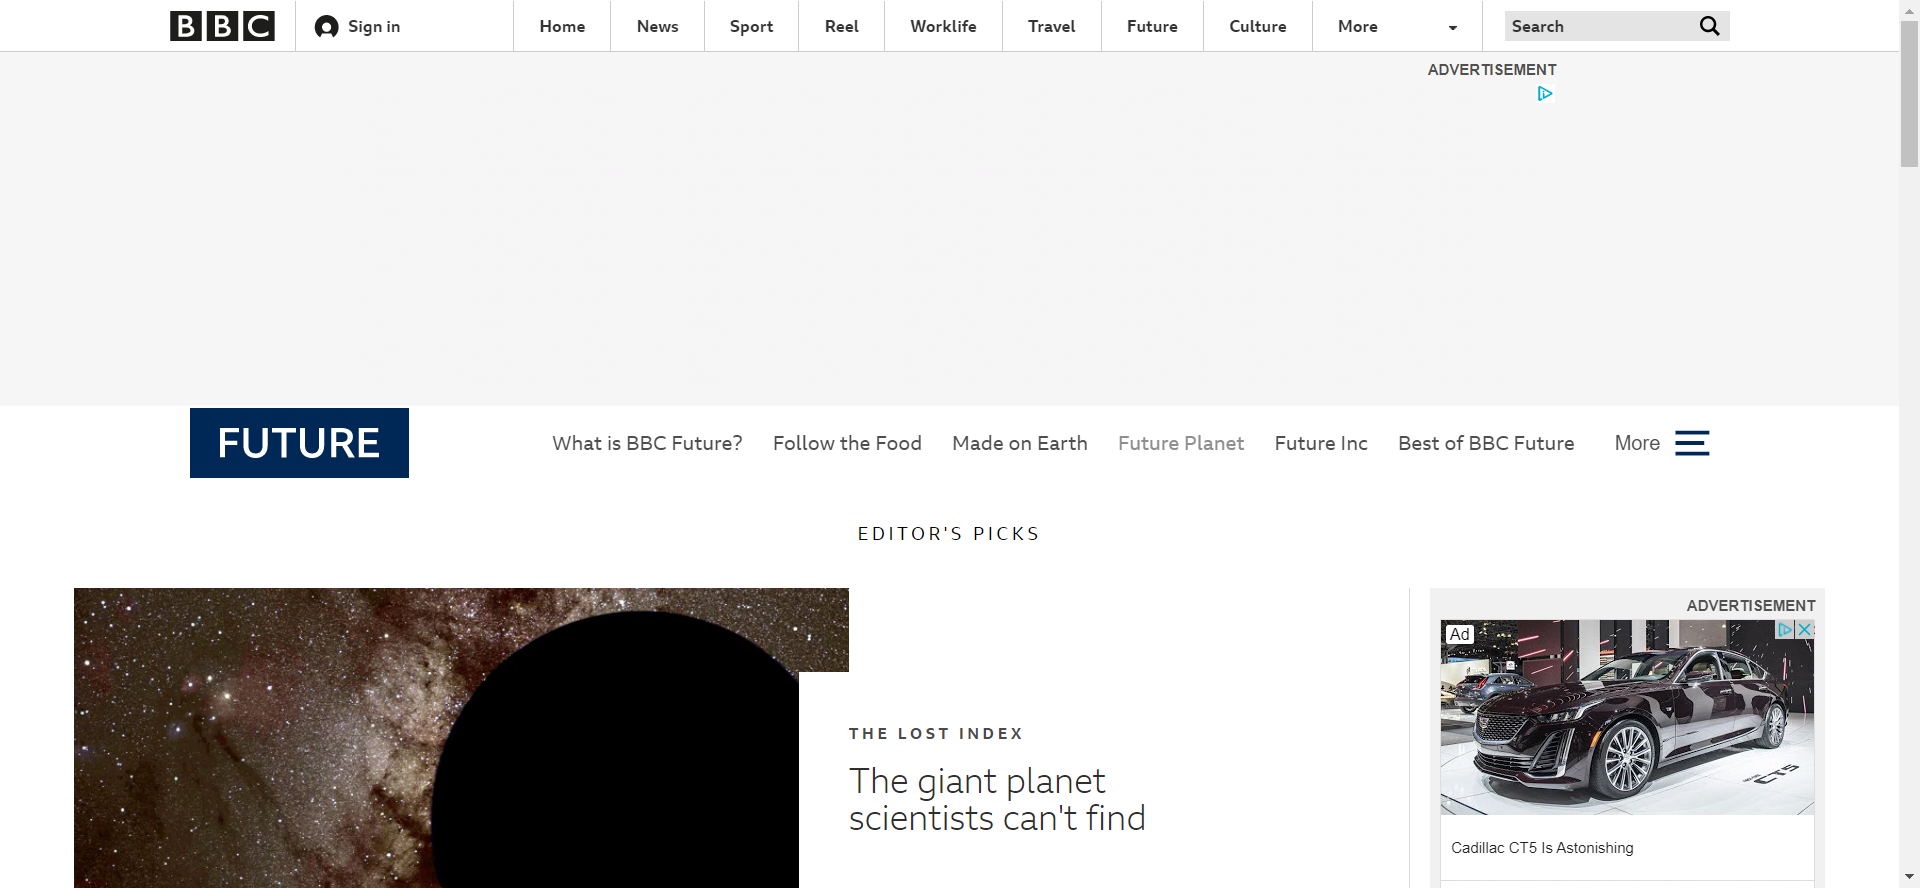 BBC
Sign in
Home
News
Sport
Reel
Worklife
Travel
Future
Culture
More
Search
ADVERTISEMENT
FUTURE
What is BBC Future?
Follow the Food
Made on Earth
Future Planet
Future Inc
Best of BBC Future
More
EDITOR'S PICKS
THE LOST INDEX
The giant planet
scientists can't find
ADVERTISEMENT
Ad
CT5
Cadillac CT5 Is Astonishing